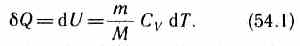 δQ = dU = m/M C_V dT. (54.1)